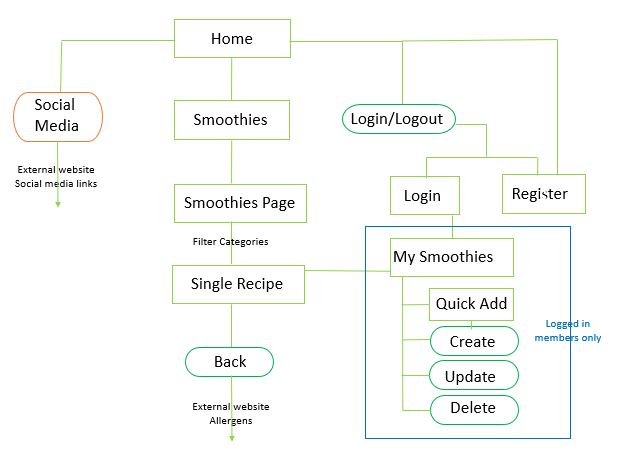 Home
Social
Media
Smoothies
Login/Logout
External website
Social media links
Smoothies Page
Login
Register
Filter Categories
My Smoothies
Single Recipe
Quick Add
Logged in
members only
Create
Back
Update
External website
Allergens
Delete